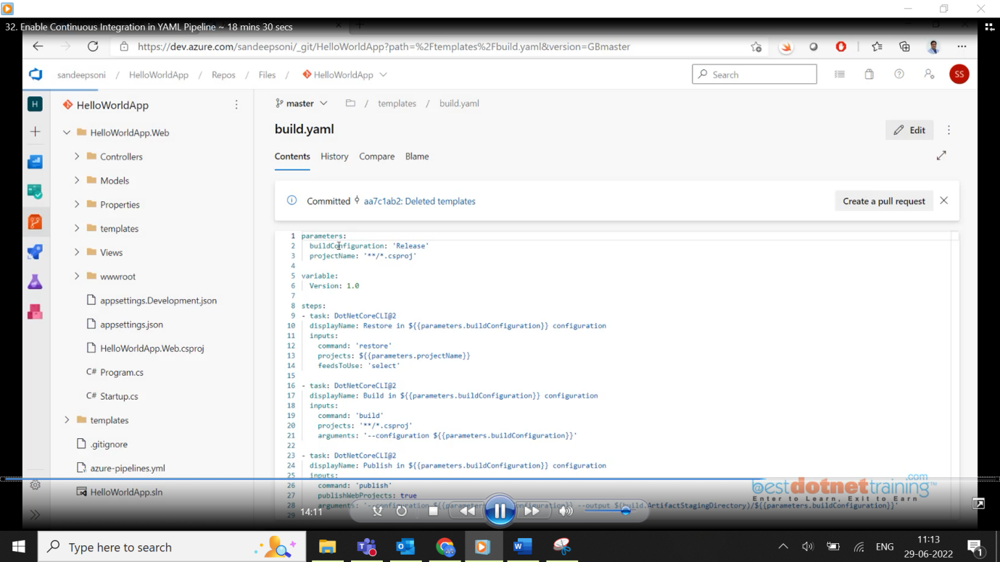 32. Enable Continuous Integration in YAML Pipeline ~ 18 mins 30 secs
https://dev.azure.com/sandeepsoni/_git/HelloWorldApp?path=%2Ftemplates%2Fbuild.yaml&version=GBmaster
sandeepsoni / HelloWorldApp / Repos / Files / HelloWorldApp
Search
SS
H
HelloWorldApp
HelloWorldApp.Web
Controllers
Models
Properties
templates
Views
wwwroot
appsettings.Development.json
appsettings.json
HelloWorldApp.Web.csproj
C# Program.cs
C# Startup.cs
templates
.gitignore
azure-pipelines.yml
HelloWorldApp.sln
master / templates / build.yaml
build.yaml
Edit
Contents History Compare Blame
Committed aa7c1ab2: Deleted templates
Create a pull request
1 parameters:
2 buildConfiguration: 'Release'
3 projectName: '**/*.csproj'
4
5 variable:
6 Version: 1.0
7
8 steps:
9 - task: DotNetCoreCLI@2
10 displayName: Restore in ${{parameters.buildConfiguration}} configuration
11 inputs:
12 command: 'restore'
13 projects: ${{parameters.projectName}}
14 feedsToUse: 'select'
15
16 - task: DotNetCoreCLI@2
17 displayName: Build in ${{parameters.buildConfiguration}} configuration
18 inputs:
19 command: 'build'
20 projects: '**/*.csproj'
21 arguments: '--configuration ${{parameters.buildConfiguration}}'
22
23 - task: DotNetCoreCLI@2
24 displayName: Publish in ${{parameters.buildConfiguration}} configuration
25 inputs:
26 command: 'publish'
27 publishWebProjects: true
28 arguments: '--configuration --output $(build.ArtifactStagingDirectory)/${{parameters.buildConfiguration}}'
29
bestdotnettraining.com
Enter to Learn, Exit to Earn
14:11
Type here to search
ENG
11:13
29-06-2022
1